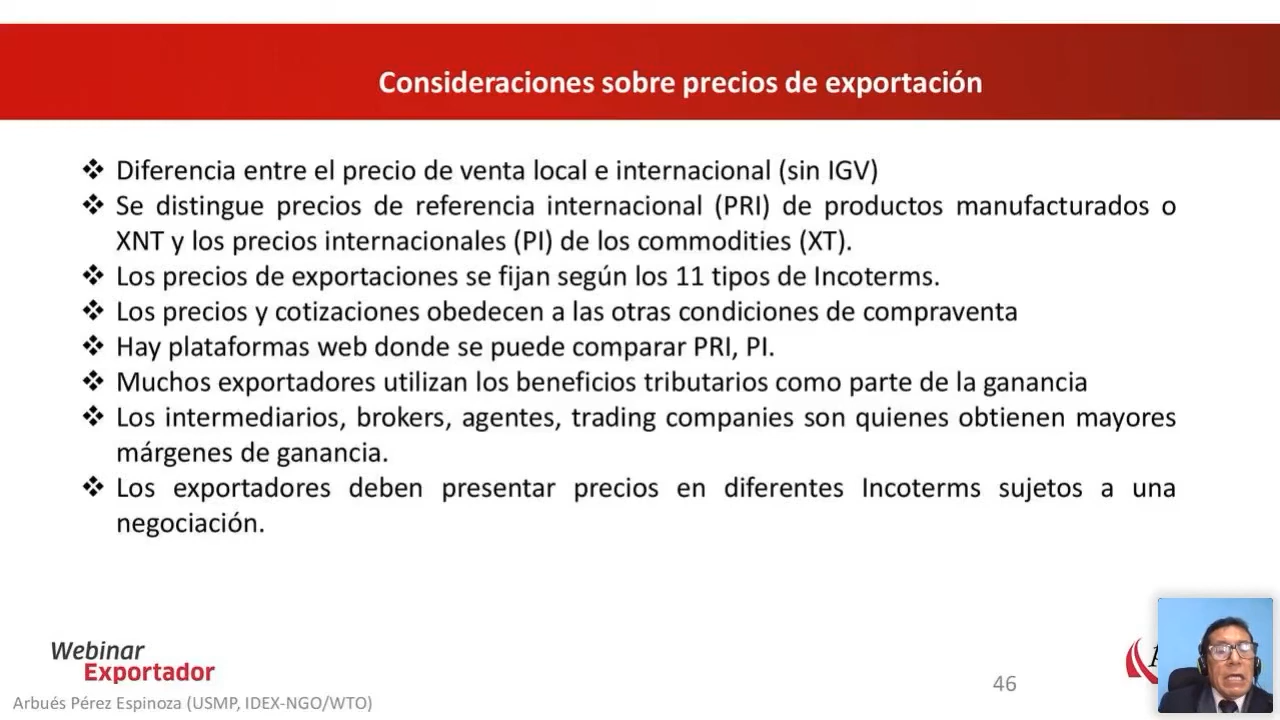 Consideraciones sobre precios de exportación
❖ Diferencia entre el precio de venta local e internacional (sin IGV)
❖ Se distingue precios de referencia internacional (PRI) de productos manufacturados o
XNT y los precios internacionales (PI) de los commodities (XT).
❖ Los precios de exportaciones se fijan según los 11 tipos de Incoterms.
❖ Los precios y cotizaciones obedecen a las otras condiciones de compraventa
❖ Hay plataformas web donde se puede comparar PRI, PI.
❖ Muchos exportadores utilizan los beneficios tributarios como parte de la ganancia
❖ Los intermediarios, brokers, agentes, trading companies son quienes obtienen mayores
márgenes de ganancia.
❖ Los exportadores deben presentar precios en diferentes Incoterms sujetos a una
negociación.
Webinar
Exportador
46
Arbués Pérez Espinoza (USMP, IDEX-NGO/WTO)